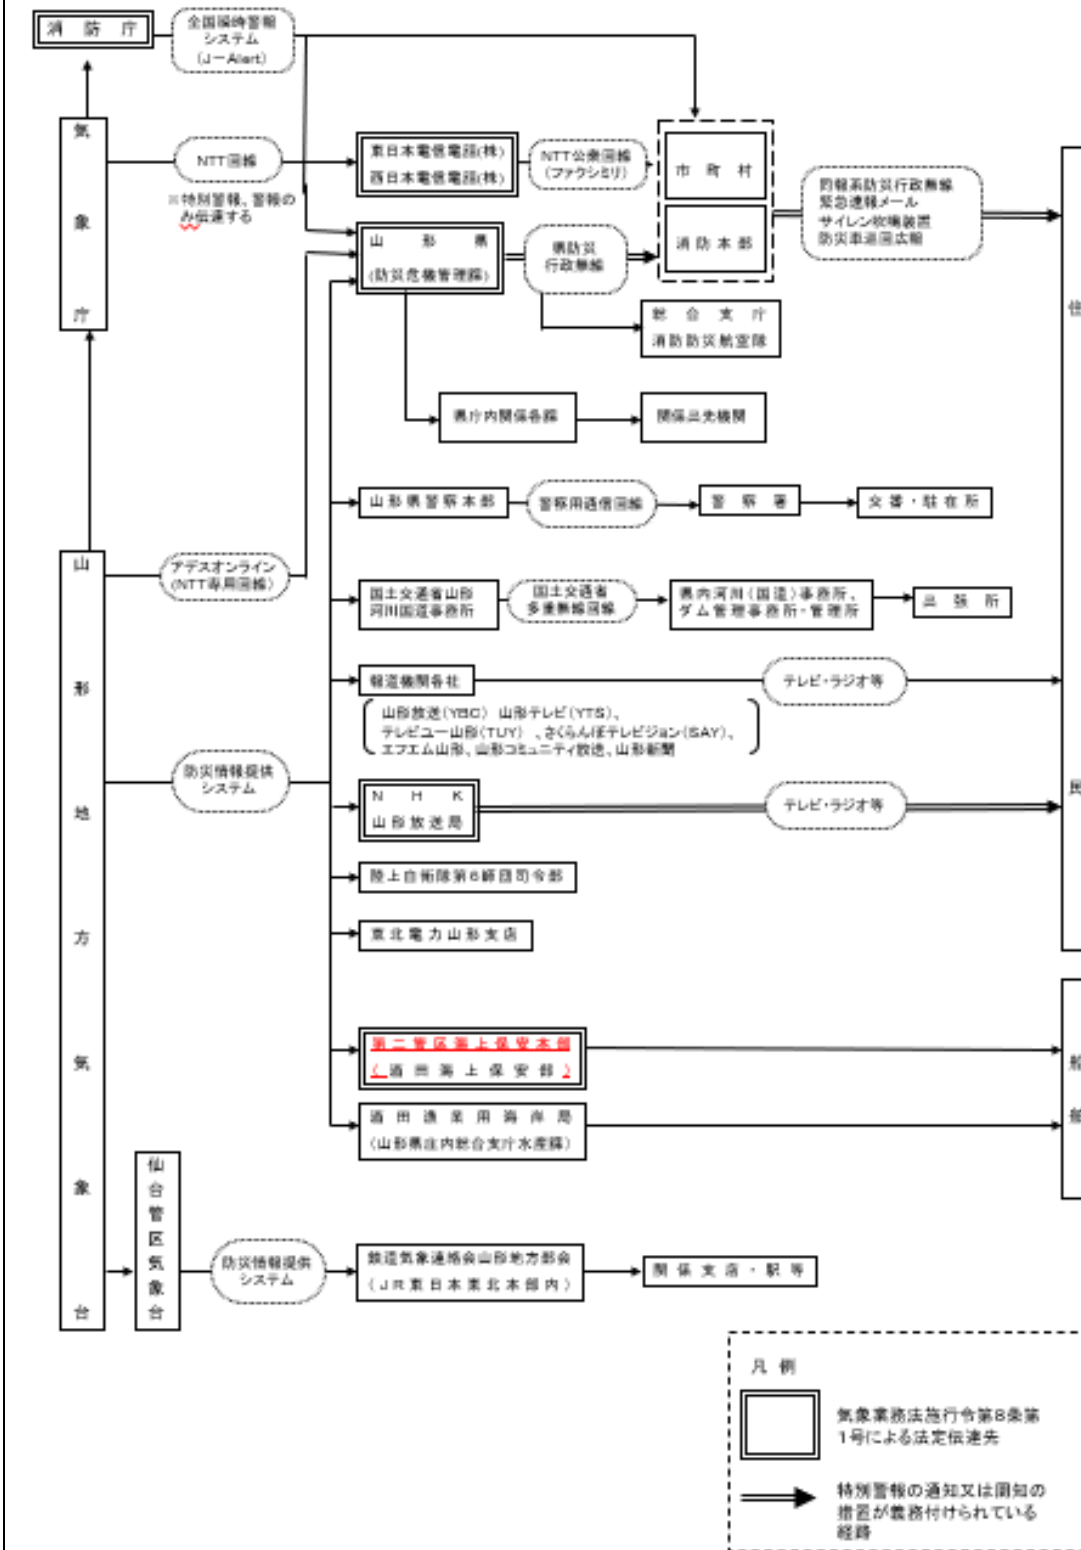 消防庁
全国瞬時警報
システム
(J-Alert)
気象庁
NTT回線
※特別警報、警報の
み伝達する
東日本電信電話(株)
西日本電信電話(株)
NTT公衆回線
(ファクシミリ)
市町村
消防本部
同報系防災行政無線
緊急速報メール
サイレン吹鳴装置
防災車巡回広報
山形県
(防災危機管理課)
県防災
行政無線
総合支庁
消防防災航空隊
県庁内関係各課
関係出先機関
山形県警察本部
警察用通信回線
警察署
交番・駐在所
山形地方気象台
アデスオンライン
(NTT専用回線)
国土交通省山形
河川国道事務所
国土交通省
多重無線回線
県内河川(国道)事務所、
ダム管理事務所・管理所
出張所
報道機関各社
テレビ・ラジオ等
山形放送(YBC) 山形テレビ(YTS)、
テレビユー山形(TUY) 、さくらんぼテレビジョン(SAY)、
エフエム山形、山形コミュニティ放送、山形新聞
防災情報提供
システム
NHK
山形放送局
テレビ・ラジオ等
住民
陸上自衛隊第6師団司令部
東北電力山形支店
第二管区海上保安本部
(酒田海上保安部)
酒田漁業用海岸局
(山形県庄内総合支庁水産課)
船舶
仙台管区気象台
防災情報提供
システム
鉄道気象連絡会山形地方部会
(JR東日本東北本部内)
関係支店・駅等
凡例
気象業務法施行令第8条第
1号による法定伝達先
特別警報の通知又は周知の
措置が義務付けられている
経路